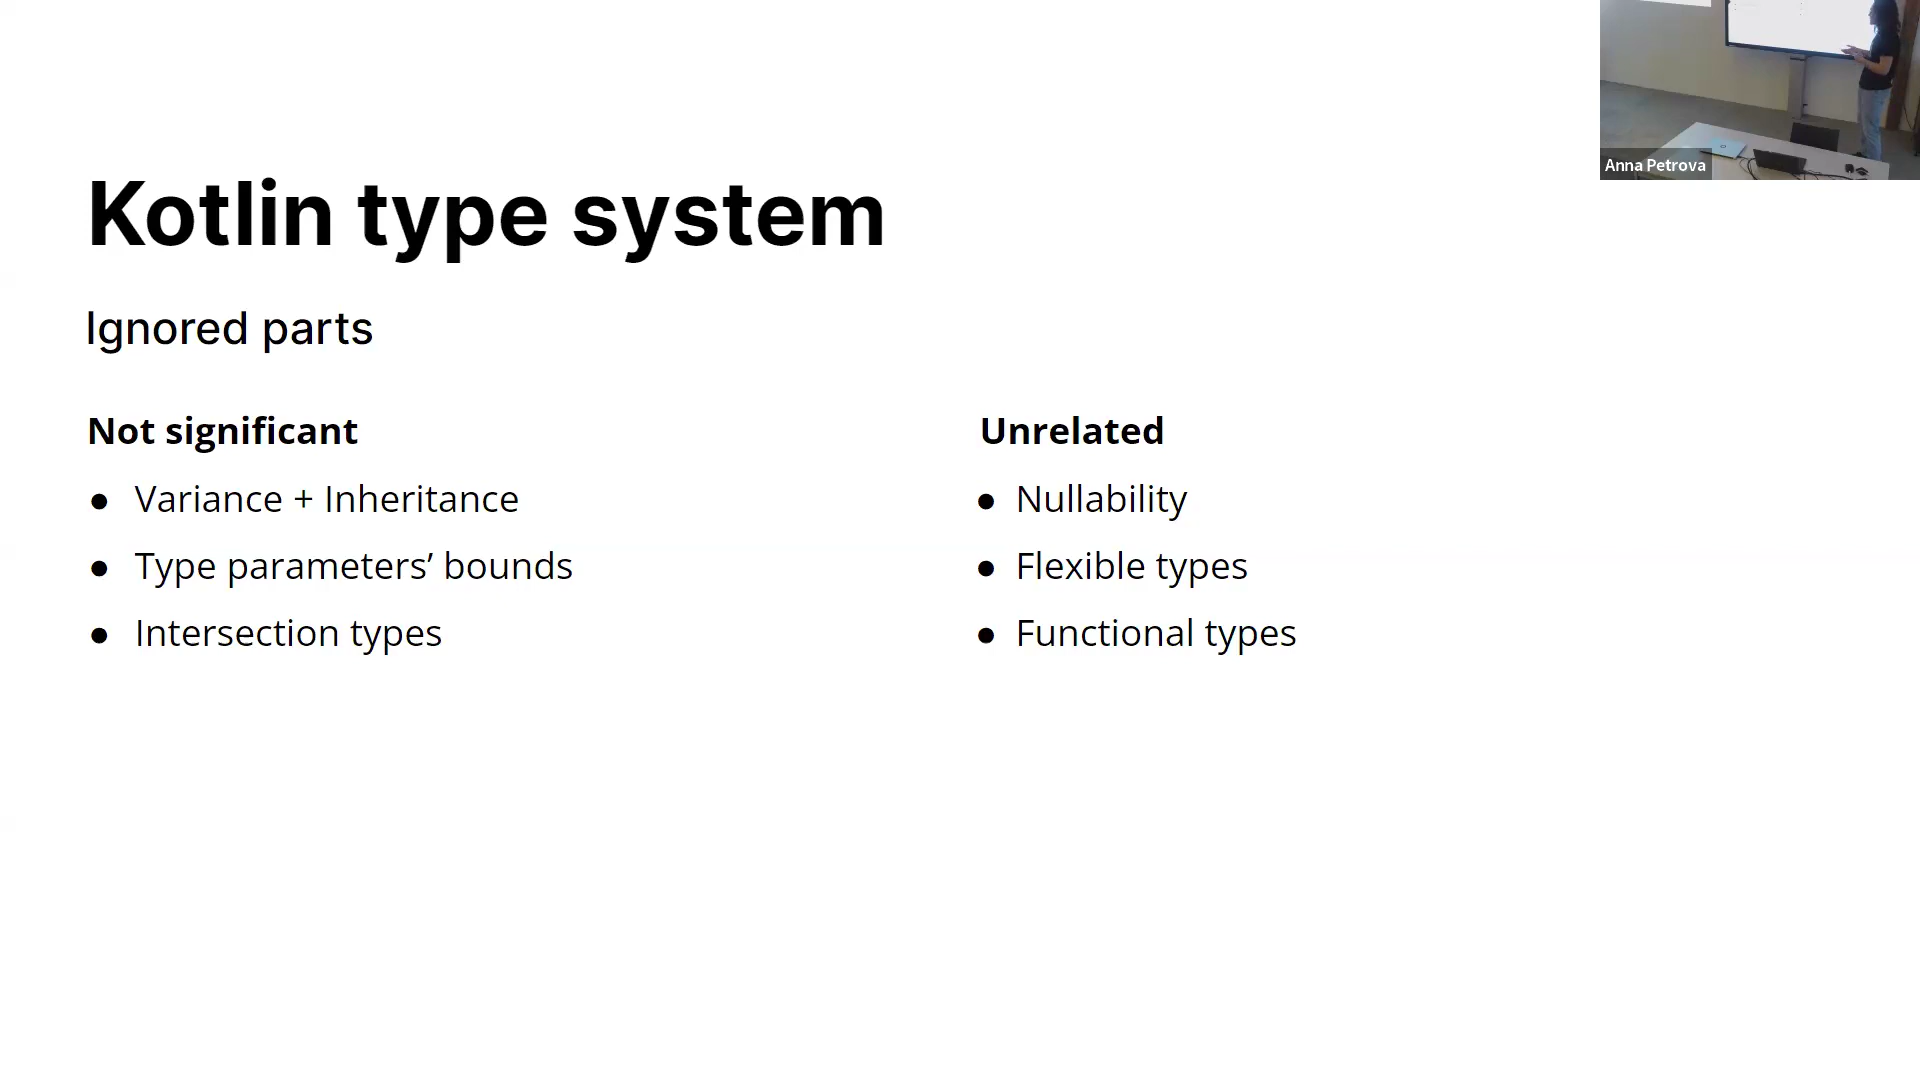 Kotlin type system
Ignored parts
Not significant
● Variance + Inheritance
● Type parameters’ bounds
● Intersection types
Unrelated
● Nullability
● Flexible types
● Functional types
Anna Petrova